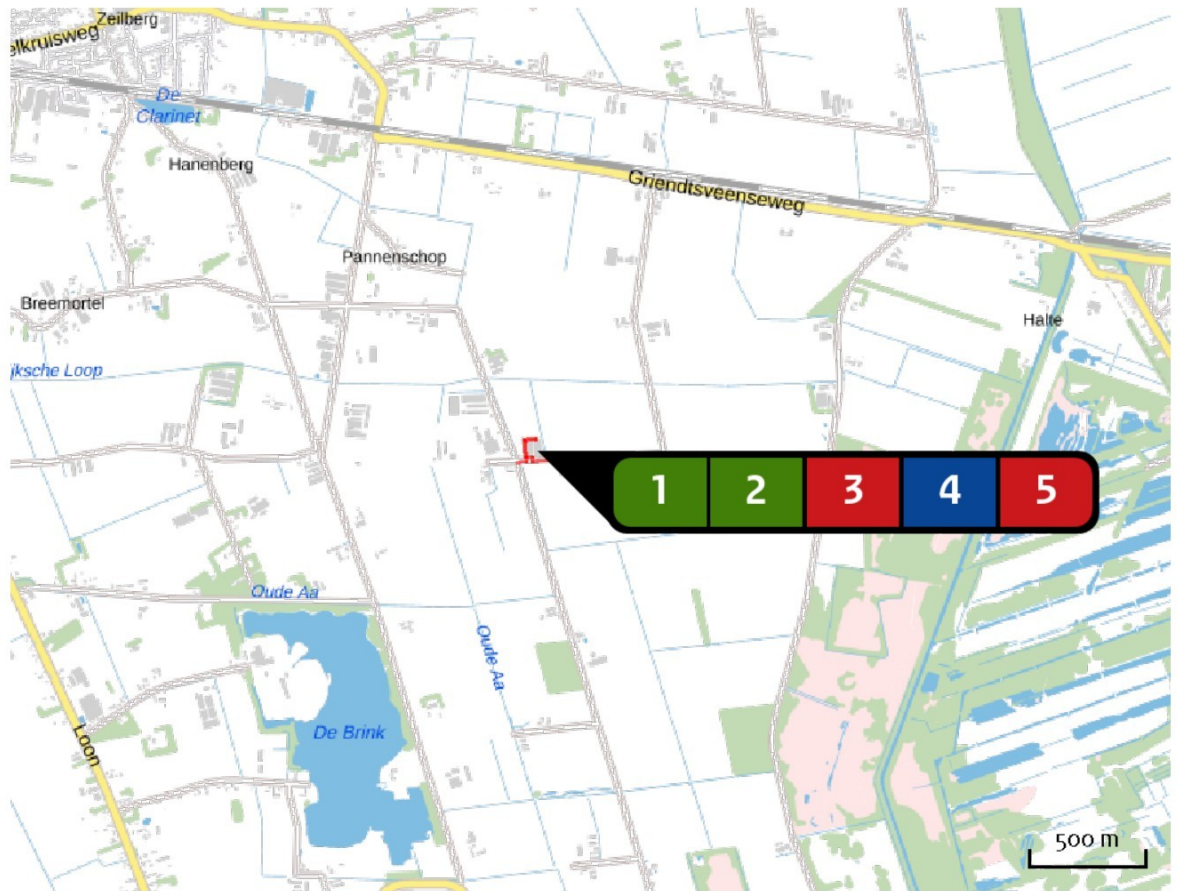 Zeilberg
elkruisweg
De
Clarinet
Hanenberg
Griendtsveenseweg
Pannenschop
Breemortel
Halte
jksche Loop
1 2 3 4 5
Oude Aa
Oude Aa
De Brink
Loon
500 m